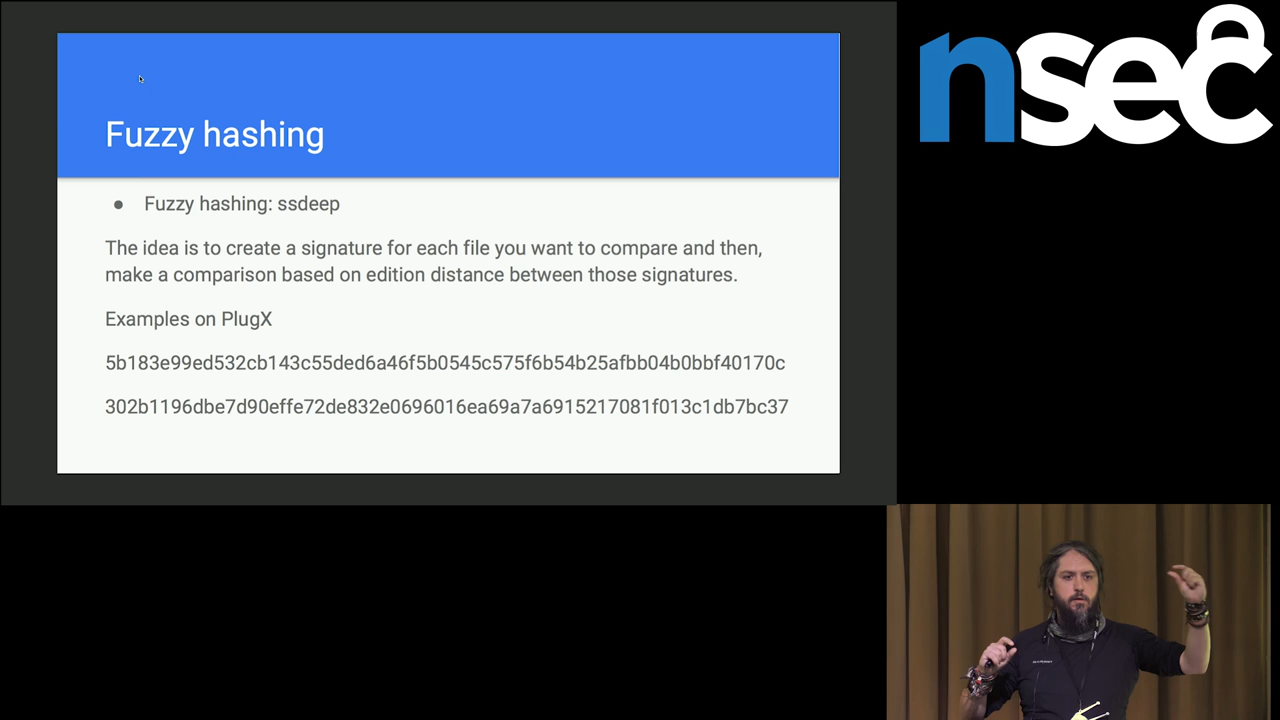 nsec
Fuzzy hashing
● Fuzzy hashing: ssdeep
The idea is to create a signature for each file you want to compare and then,
make a comparison based on edition distance between those signatures.
Examples on PlugX
5b183e99ed532cb143c55ded6a46f5b0545c575f6b54b25afbb04b0bbf40170c
302b1196dbe7d90effe72de832e0696016ea69a7a6915217081f013c1db7bc37